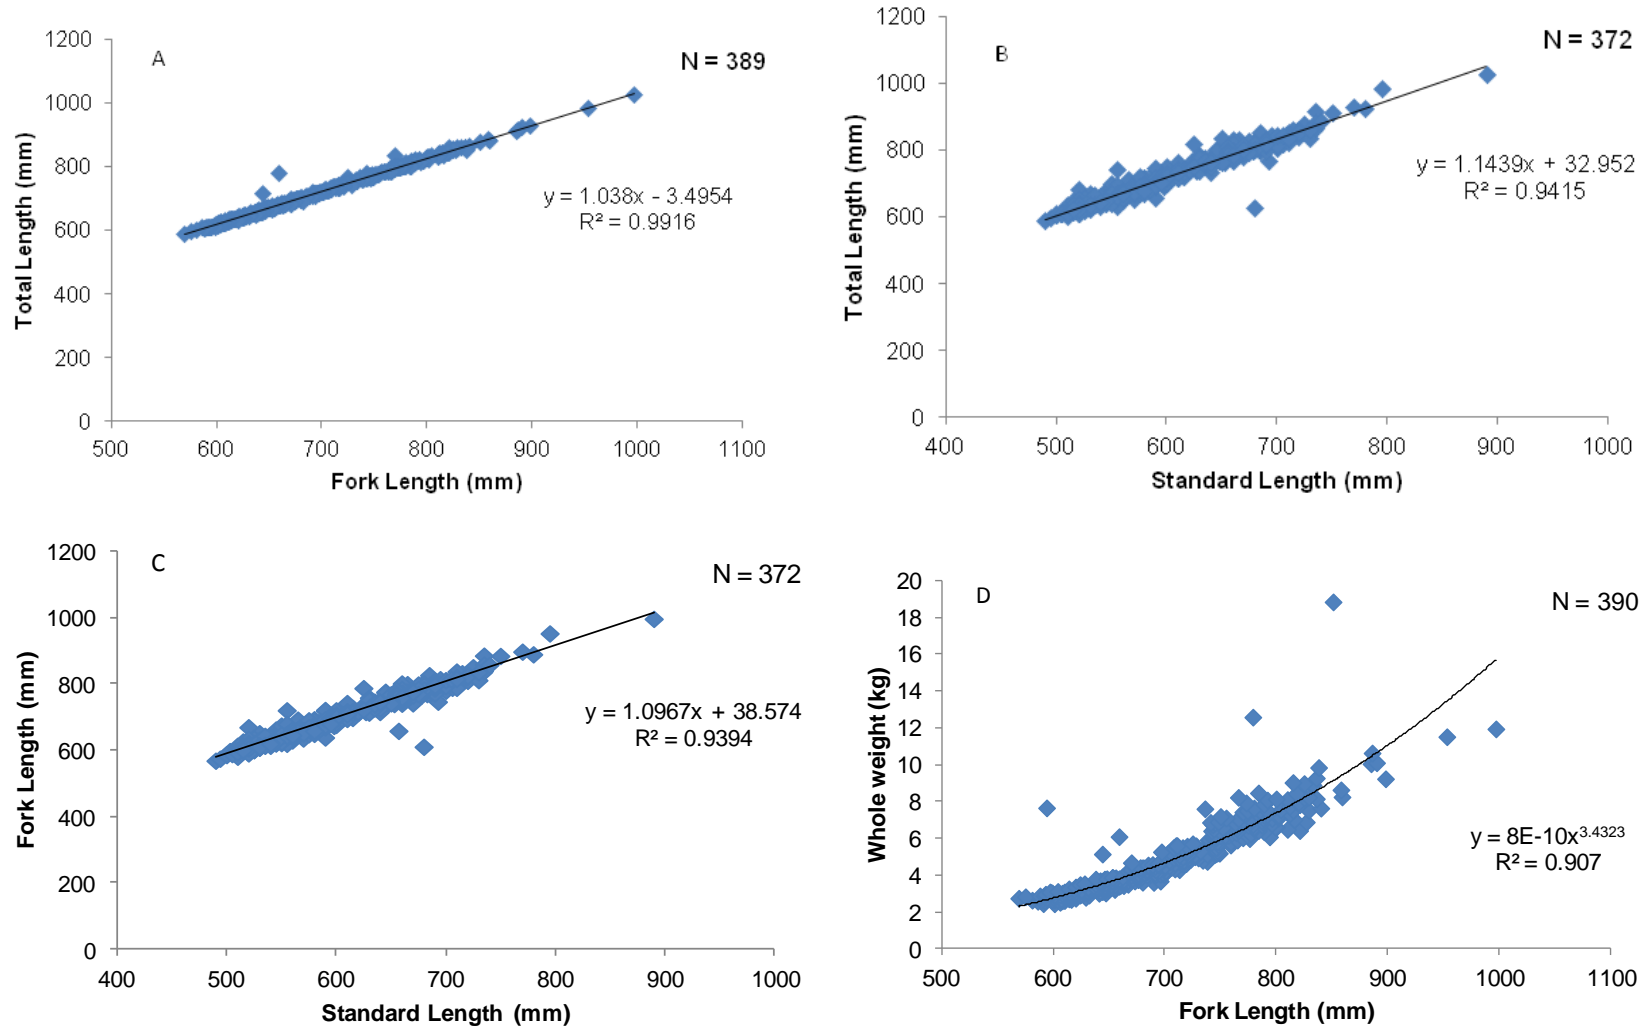 A
N = 389
1200
1000
800
600
400
200
0
Total Length (mm)
y = 1.038x - 3.4954
R² = 0.9916
500 600 700 800 900 1000 1100
Fork Length (mm)
B
N = 372
1200
1000
800
600
400
200
0
Total Length (mm)
y = 1.1439x + 32.952
R² = 0.9415
400 500 600 700 800 900 1000
Standard Length (mm)
C
N = 372
1200
1000
800
600
400
200
0
Fork Length (mm)
y = 1.0967x + 38.574
R² = 0.9394
400 500 600 700 800 900 1000
Standard Length (mm)
D
N = 390
20
18
16
14
12
10
8
6
4
2
0
Whole weight (kg)
y = 8E-10x^3.4323
R² = 0.907
500 600 700 800 900 1000 1100
Fork Length (mm)